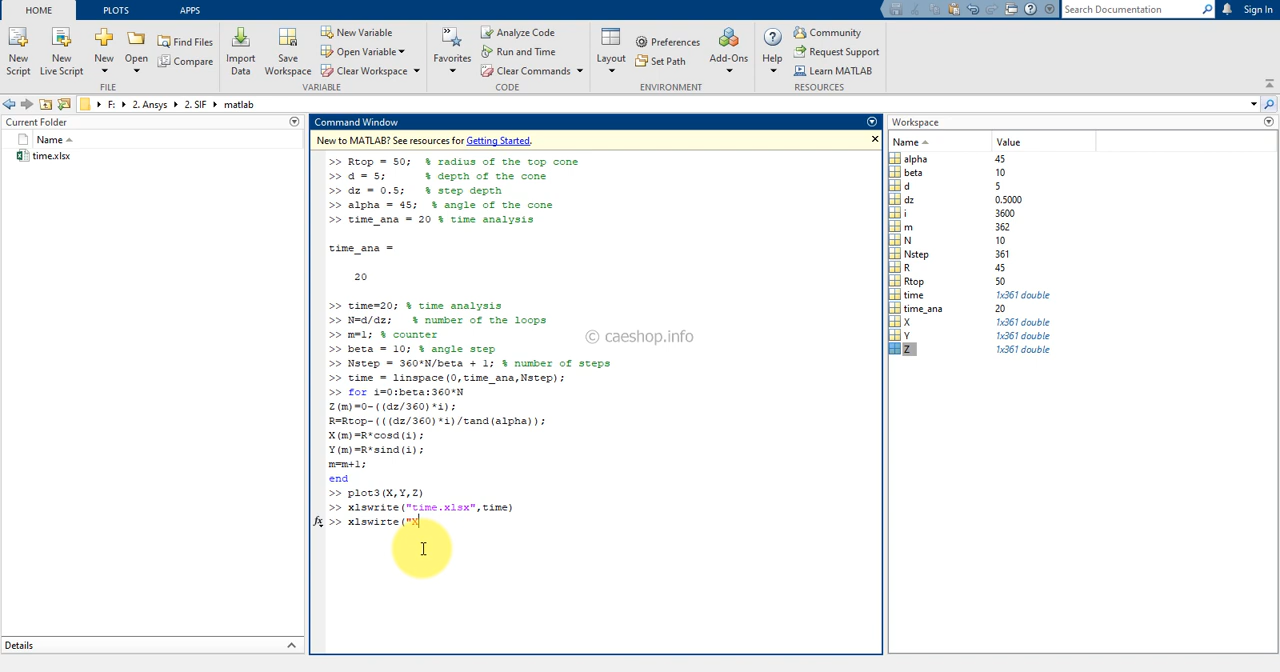 HOME PLOTS APPS Search Documentation Sign In
New Script
New Live Script
New
Open
Find Files
Compare
Import Data
Save Workspace
New Variable
Open Variable
Clear Workspace
Favorites
Analyze Code
Run and Time
Clear Commands
Layout
Preferences
Set Path
Add-Ons
Help
Community
Request Support
Learn MATLAB
FILE VARIABLE CODE ENVIRONMENT RESOURCES
F: 2. Ansys 2. SIF matlab
Current Folder
Name
time.xlsx
Details
Command Window
New to MATLAB? See resources for Getting Started.
>> Rtop = 50; % radius of the top cone
>> d = 5; % depth of the cone
>> dz = 0.5; % step depth
>> alpha = 45; % angle of the cone
>> time_ana = 20 % time analysis
time_ana =
20
>> time=20; % time analysis
>> N=d/dz; % number of the loops
>> m=1; % counter
>> beta = 10; % angle step
>> Nstep = 360*N/beta + 1; % number of steps
>> time = linspace(0,time_ana,Nstep);
>> for i=0:beta:360*N
Z(m)=0-((dz/360)*i);
R=Rtop-(((dz/360)*i)/tand(alpha));
X(m)=R*cosd(i);
Y(m)=R*sind(i);
m=m+1;
end
>> plot3(X,Y,Z)
>> xlswrite("time.xlsx",time)
fx >> xlswirte("X
© caeshop.info
Workspace
Name Value
alpha 45
beta 10
d 5
dz 0.5000
i 3600
m 362
N 10
Nstep 361
R 45
Rtop 50
time 1x361 double
time_ana 20
X 1x361 double
Y 1x361 double
Z 1x361 double